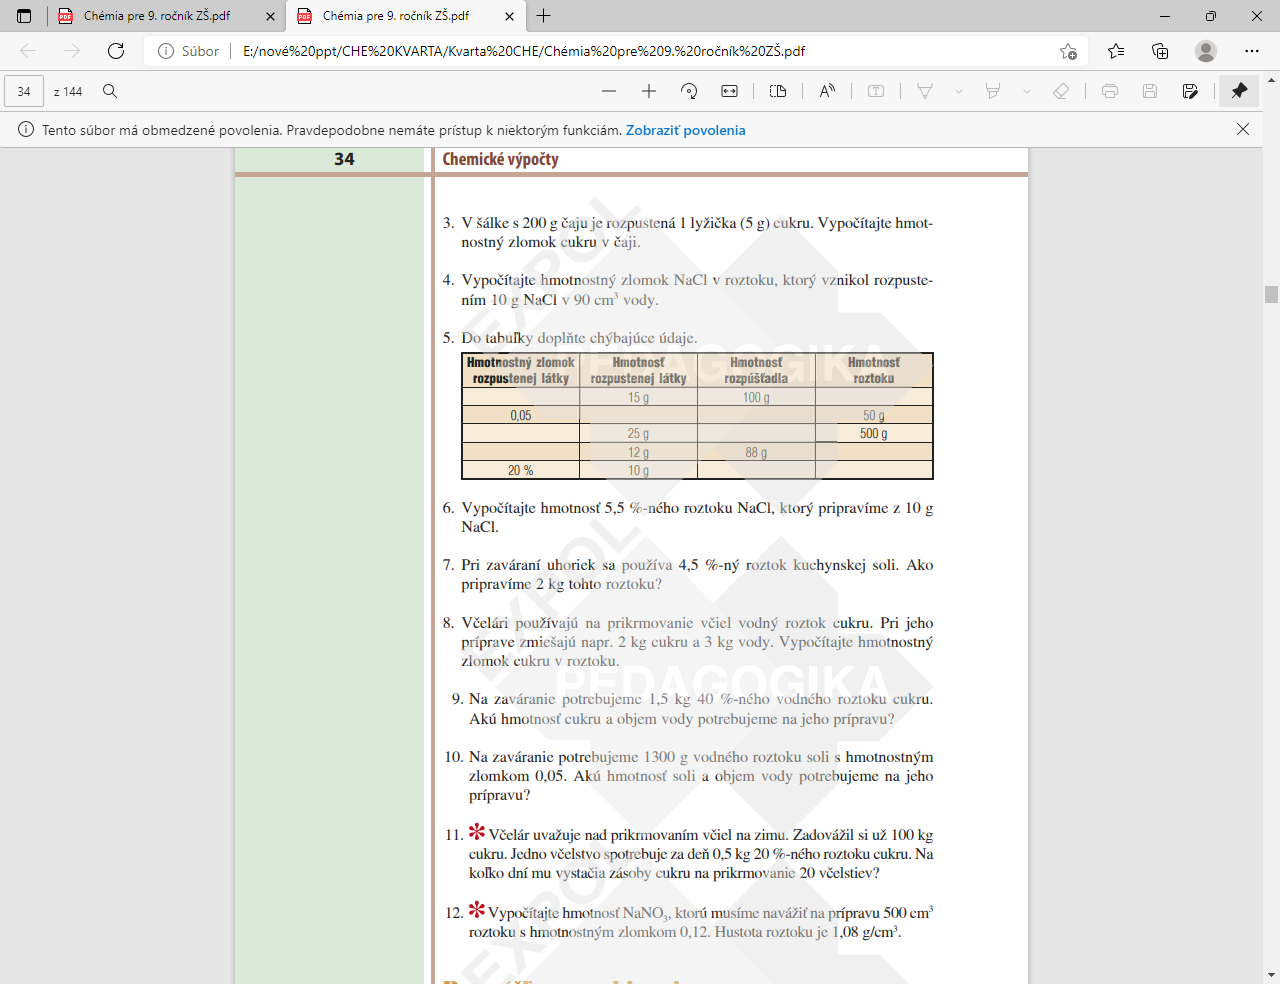 Chémia pre 9. ročník ZŠ.pdf
Chémia pre 9. ročník ZŠ.pdf
Súbor
E:/nové%20ppt/CHE%20KVARTA/Kvarta%20CHE/Chémia%20pre%209.%20ročník%20ZŠ.pdf
34 z 144
Tento súbor má obmedzené povolenia. Pravdepodobne nemáte prístup k niektorým funkciám. Zobraziť povolenia
34 Chemické výpočty
3. V šálke s 200 g čaju je rozpustená 1 lyžička (5 g) cukru. Vypočítajte hmot-
nostný zlomok cukru v čaji.
4. Vypočítajte hmotnostný zlomok NaCl v roztoku, ktorý vznikol rozpuste-
ním 10 g NaCl v 90 cm³ vody.
5. Do tabuľky doplňte chýbajúce údaje.
Hmotnostný zlomok Hmotnosť Hmotnosť Hmotnosť
rozpustenej látky rozpustenej látky rozpúšťadla roztoku
15 g 100 g
0,05 50 g
25 g 500 g
12 g 88 g
20 % 10 g
6. Vypočítajte hmotnosť 5,5 %-ného roztoku NaCl, ktorý pripravíme z 10 g
NaCl.
7. Pri zaváraní uhoriek sa používa 4,5 %-ný roztok kuchynskej soli. Ako
pripravíme 2 kg tohto roztoku?
8. Včelári používajú na prikrmovanie včiel vodný roztok cukru. Pri jeho
príprave zmiešajú napr. 2 kg cukru a 3 kg vody. Vypočítajte hmotnostný
zlomok cukru v roztoku.
9. Na zaváranie potrebujeme 1,5 kg 40 %-ného vodného roztoku cukru.
Akú hmotnosť cukru a objem vody potrebujeme na jeho prípravu?
10. Na zaváranie potrebujeme 1300 g vodného roztoku soli s hmotnostným
zlomkom 0,05. Akú hmotnosť soli a objem vody potrebujeme na jeho
prípravu?
11. * Včelár uvažuje nad prikrmovaním včiel na zimu. Zadovážil si už 100 kg
cukru. Jedno včelstvo spotrebuje za deň 0,5 kg 20 %-ného roztoku cukru. Na
koľko dní mu vystačia zásoby cukru na prikrmovanie 20 včelstiev?
12. * Vypočítajte hmotnosť NaNO₃, ktorú musíme navážiť na prípravu 500 cm³
roztoku s hmotnostným zlomkom 0,12. Hustota roztoku je 1,08 g/cm³.
EXPOL
PEDAGOGIKA
EXPOL
PEDAGOGIKA
EXPOL